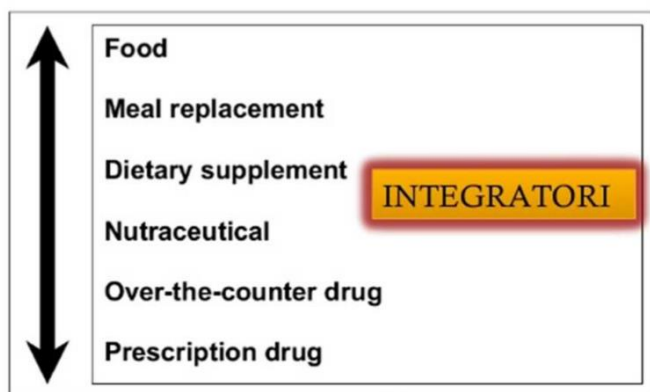 Food
Meal replacement
Dietary supplement
INTEGRATORI
Nutraceutical
Over-the-counter drug
Prescription drug